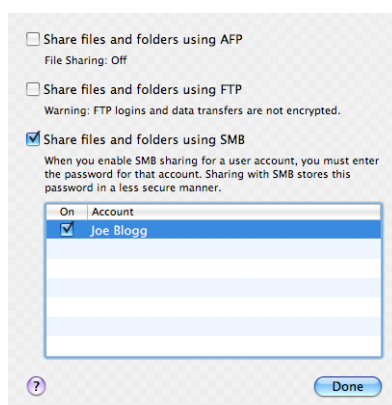 Share files and folders using AFP
File Sharing: Off
Share files and folders using FTP
Warning: FTP logins and data transfers are not encrypted.
Share files and folders using SMB
When you enable SMB sharing for a user account, you must enter
the password for that account. Sharing with SMB stores this
password in a less secure manner.
On Account
Joe Blogg
? Done